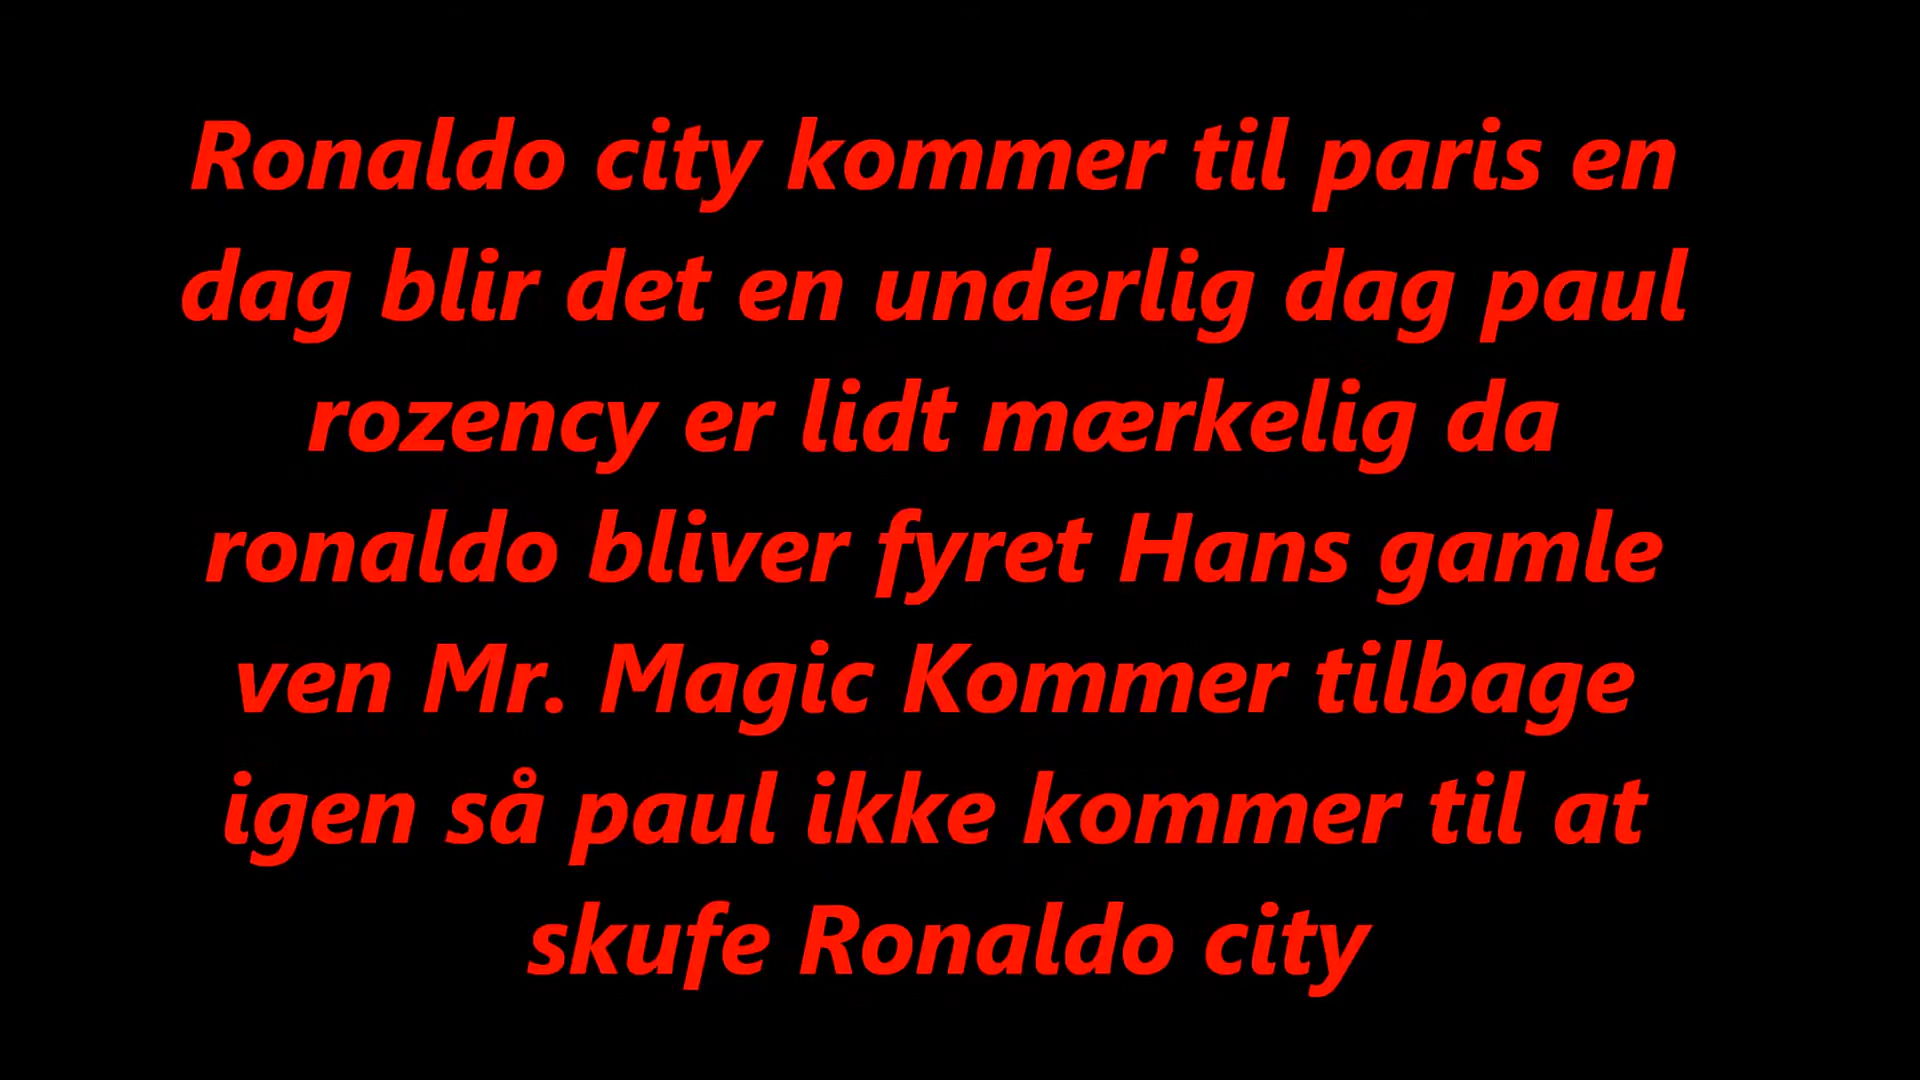 Ronaldo city kommer til paris en
dag blir det en underlig dag paul
rozency er lidt mærkelig da
ronaldo bliver fyret Hans gamle
ven Mr. Magic Kommer tilbage
igen så paul ikke kommer til at
skufe Ronaldo city